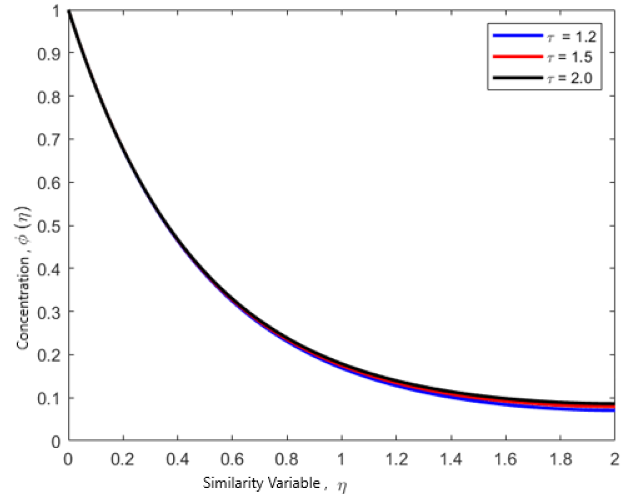 τ = 1.2
τ = 1.5
τ = 2.0
1
0.9
0.8
0.7
0.6
0.5
0.4
0.3
0.2
0.1
0
Concentration , ϕ (η)
0 0.2 0.4 0.6 0.8 1 1.2 1.4 1.6 1.8 2
Similarity Variable , η